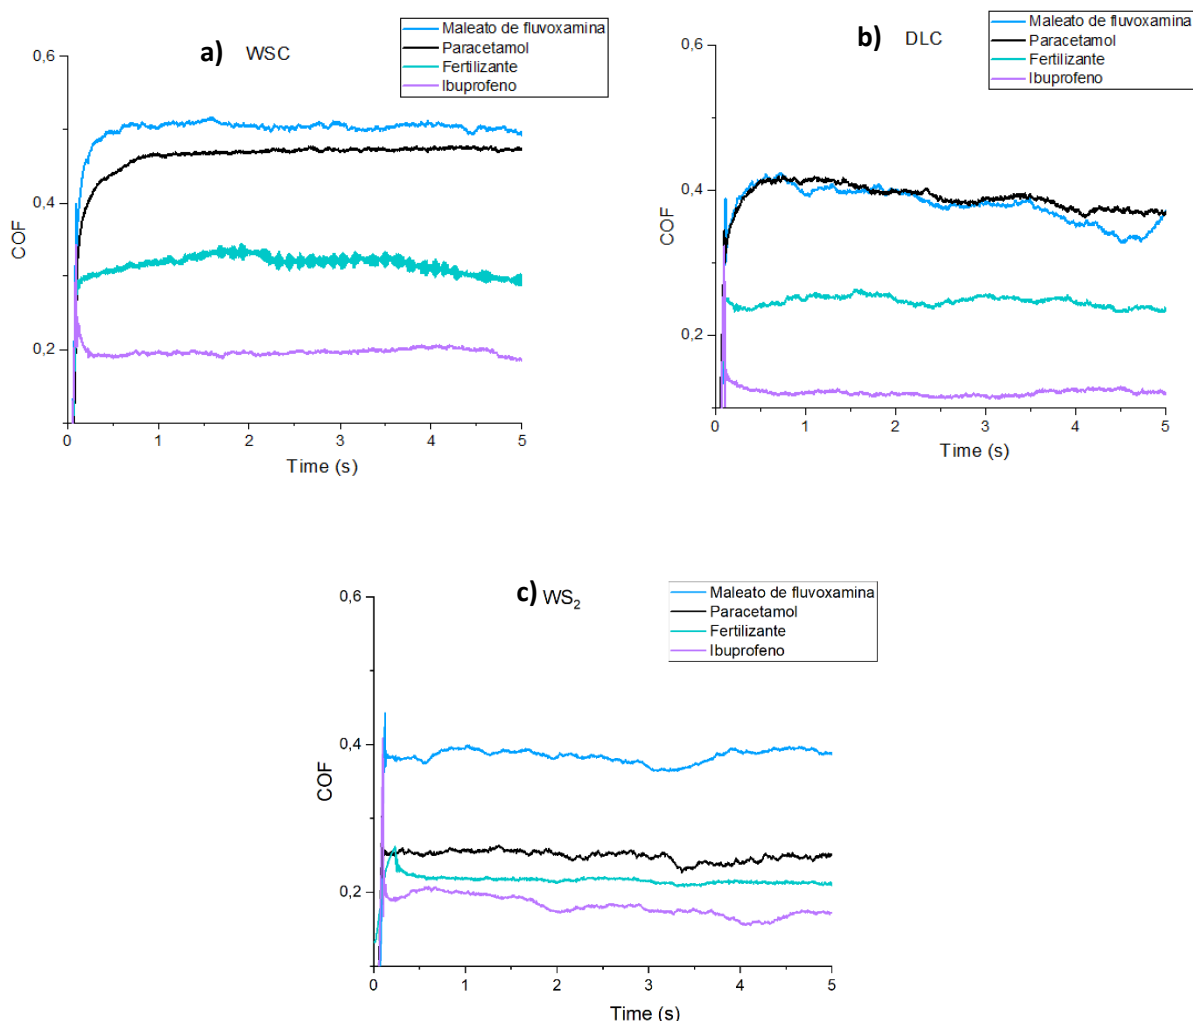 a) WSC
Maleato de fluvoxamina
Paracetamol
Fertilizante
Ibuprofeno
0,6
0,4
0,2
COF
0 1 2 3 4 5
Time (s)
b) DLC
Maleato de fluvoxamina
Paracetamol
Fertilizante
Ibuprofeno
0,6
0,4
0,2
COF
0 1 2 3 4 5
Time (s)
c) WS2
Maleato de fluvoxamina
Paracetamol
Fertilizante
Ibuprofeno
0,6
0,4
0,2
COF
0 1 2 3 4 5
Time (s)